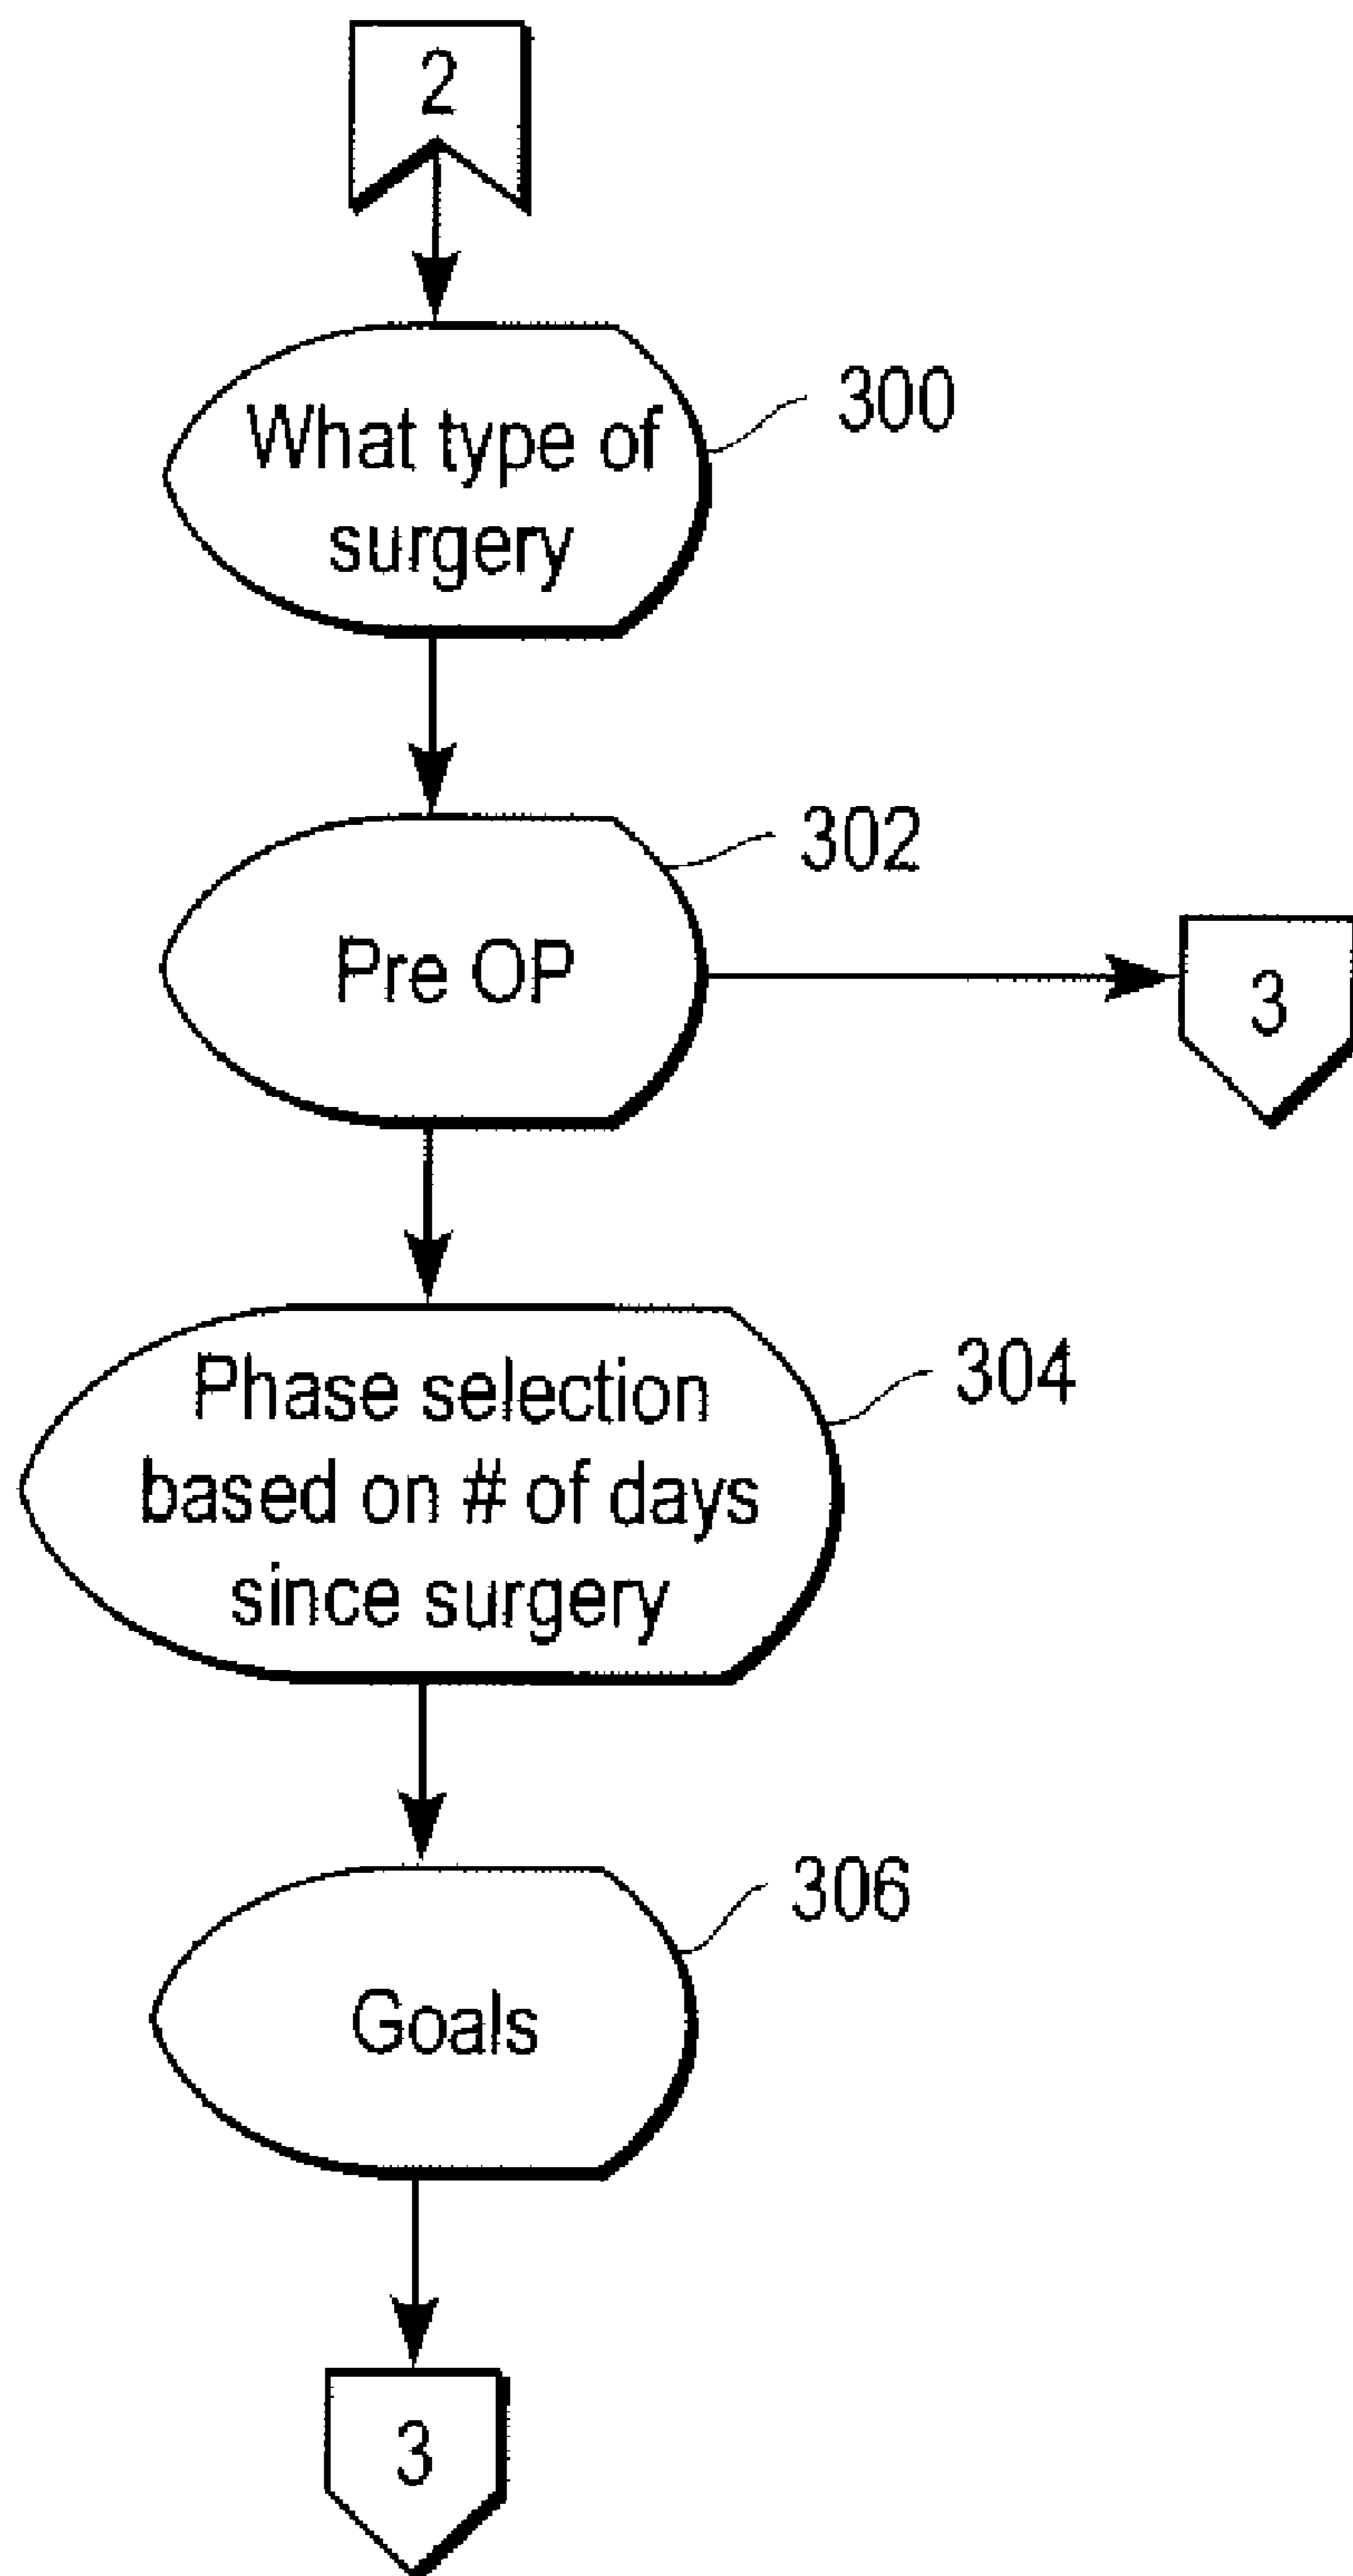 2
What type of
surgery
300
Pre OP
302
3
Phase selection
based on # of days
since surgery
304
Goals
306
3